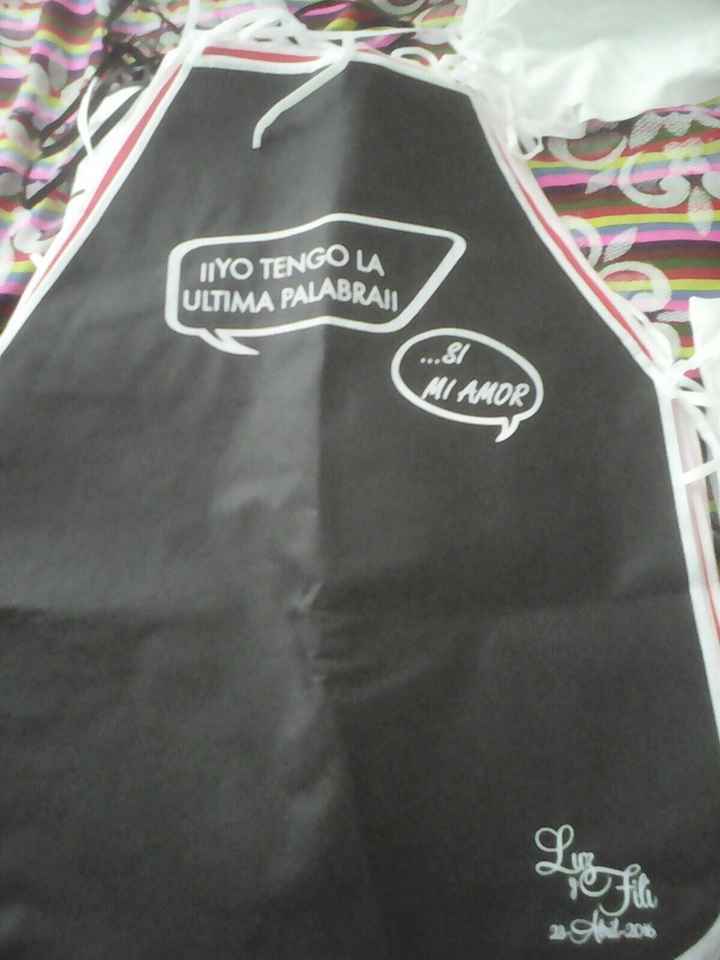 ¡¡YO TENGO LA
ULTIMA PALABRA!!
...SI
MI AMOR
Luz
y
Fili
23-Abril-2016